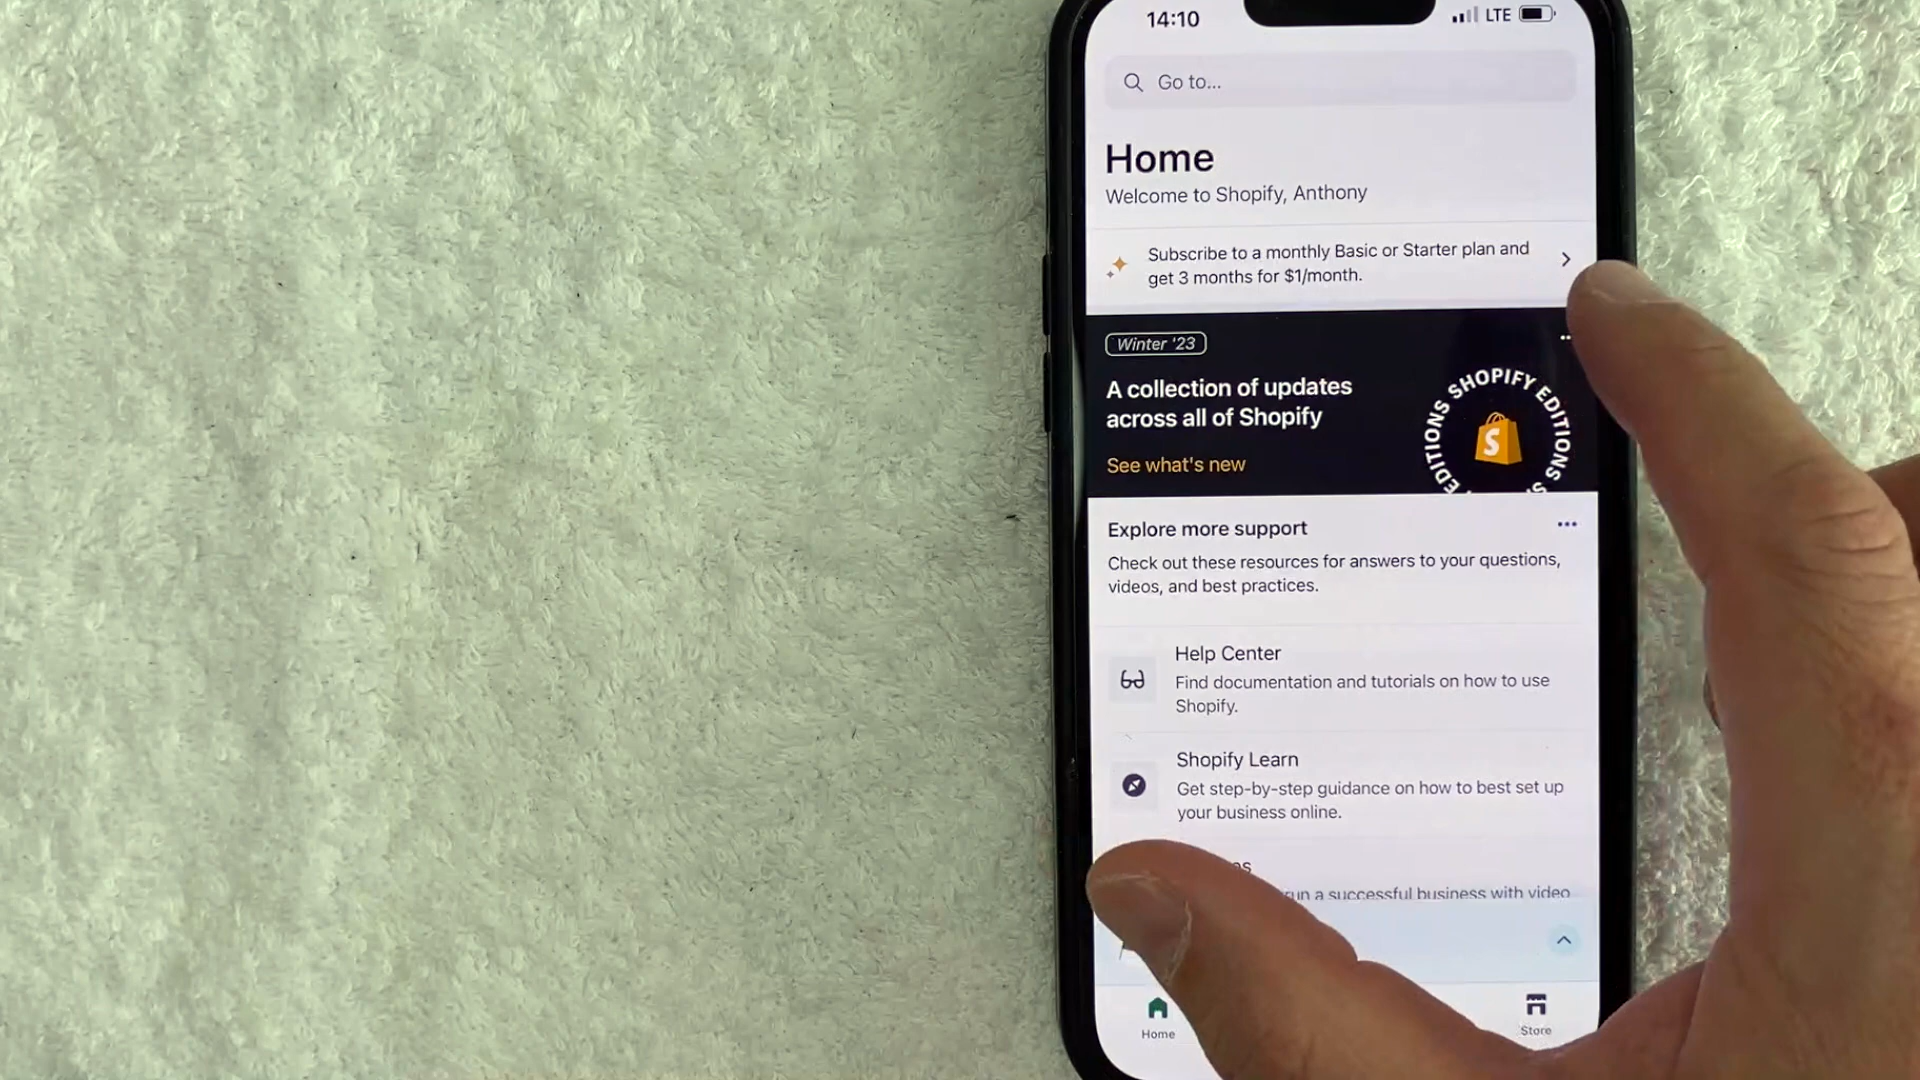 14:10
LTE
Go to...
Home
Welcome to Shopify, Anthony
Subscribe to a monthly Basic or Starter plan and
get 3 months for $1/month.
Winter '23
A collection of updates
across all of Shopify
See what's new
SHOPIFY EDITIONS
EDITIONS
S
Explore more support
Check out these resources for answers to your questions,
videos, and best practices.
Help Center
Find documentation and tutorials on how to use
Shopify.
Shopify Learn
Get step-by-step guidance on how to best set up
your business online.
run a successful business with video
Home
Store